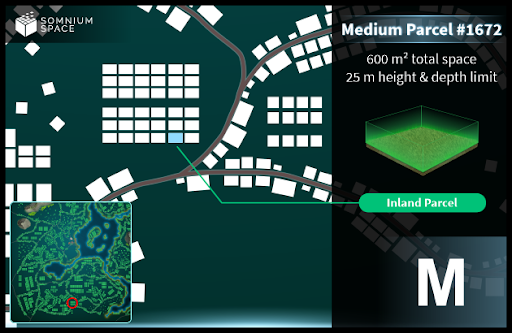 SOMNIUM
SPACE
Medium Parcel #1672
600 m² total space
25 m height & depth limit
Inland Parcel
M